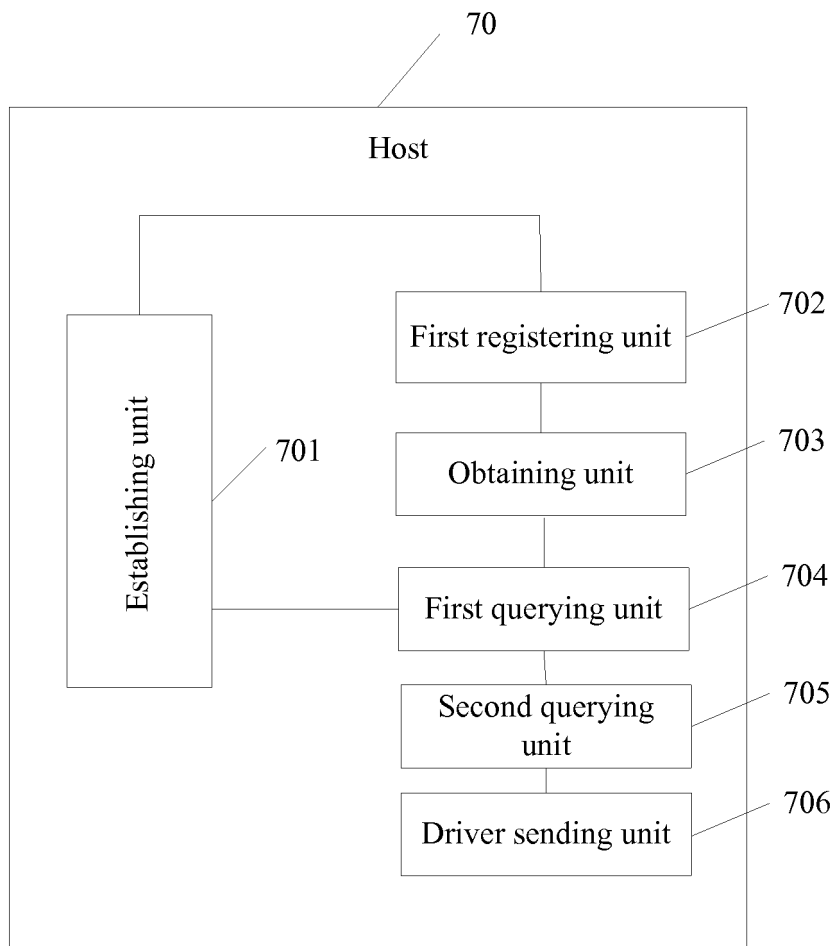 70
Host
702
First registering unit
703
701
Establishing unit
Obtaining unit
704
First querying unit
705
Second querying
unit
706
Driver sending unit